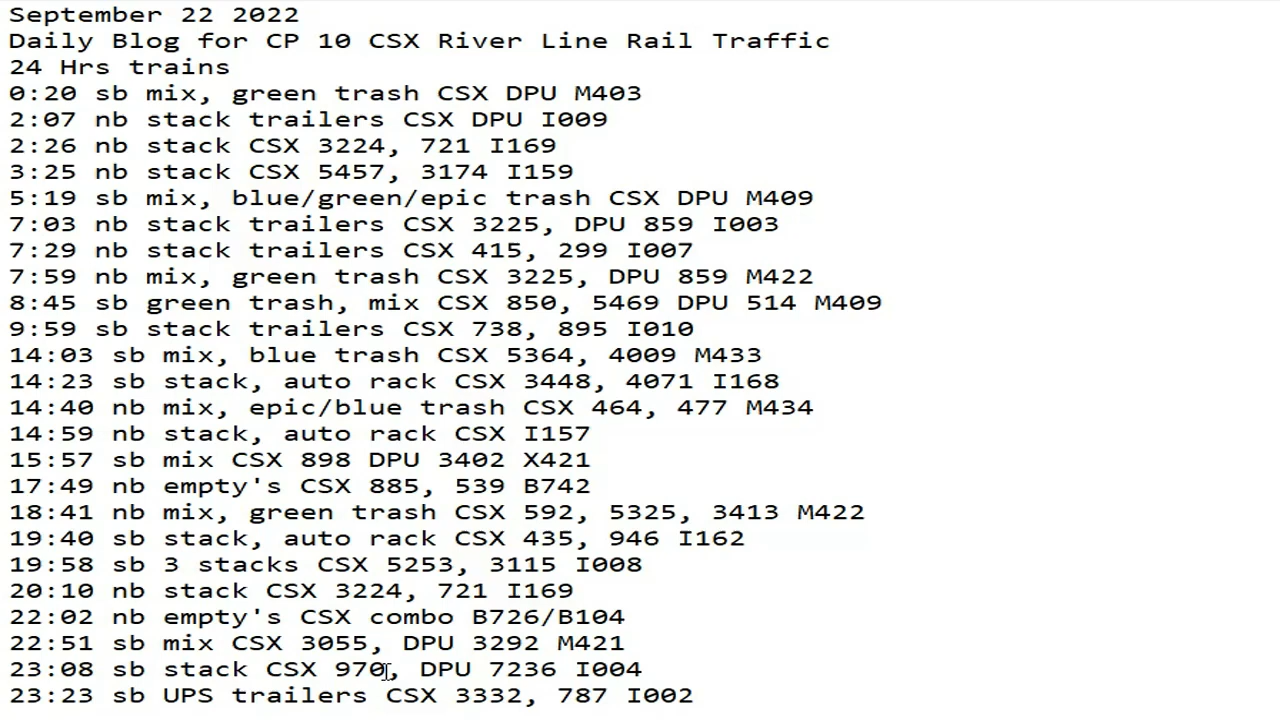 September 22 2022
Daily Blog for CP 10 CSX River Line Rail Traffic
24 Hrs trains
0:20 sb mix, green trash CSX DPU M403
2:07 nb stack trailers CSX DPU I009
2:26 nb stack CSX 3224, 721 I169
3:25 nb stack CSX 5457, 3174 I159
5:19 sb mix, blue/green/epic trash CSX DPU M409
7:03 nb stack trailers CSX 3225, DPU 859 I003
7:29 nb stack trailers CSX 415, 299 I007
7:59 nb mix, green trash CSX 3225, DPU 859 M422
8:45 sb green trash, mix CSX 850, 5469 DPU 514 M409
9:59 sb stack trailers CSX 738, 895 I010
14:03 sb mix, blue trash CSX 5364, 4009 M433
14:23 sb stack, auto rack CSX 3448, 4071 I168
14:40 nb mix, epic/blue trash CSX 464, 477 M434
14:59 nb stack, auto rack CSX I157
15:57 sb mix CSX 898 DPU 3402 X421
17:49 nb empty's CSX 885, 539 B742
18:41 nb mix, green trash CSX 592, 5325, 3413 M422
19:40 sb stack, auto rack CSX 435, 946 I162
19:58 sb 3 stacks CSX 5253, 3115 I008
20:10 nb stack CSX 3224, 721 I169
22:02 nb empty's CSX combo B726/B104
22:51 sb mix CSX 3055, DPU 3292 M421
23:08 sb stack CSX 970, DPU 7236 I004
23:23 sb UPS trailers CSX 3332, 787 I002